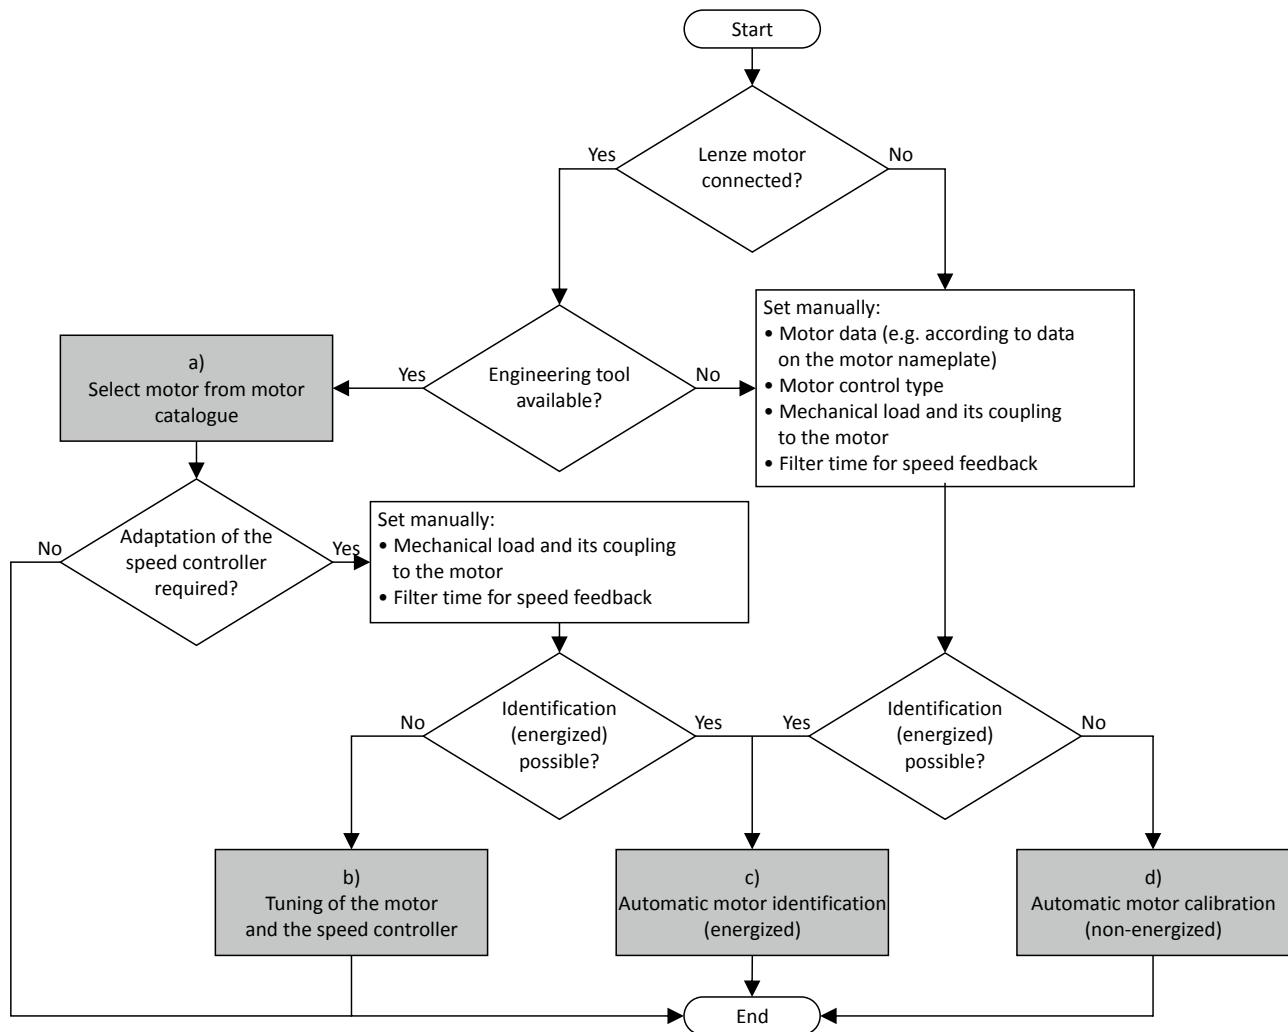 Start
Lenze motor
connected?
Yes
No
Engineering tool
available?
Yes
No
Set manually:
• Motor data (e.g. according to data
on the motor nameplate)
• Motor control type
• Mechanical load and its coupling
to the motor
• Filter time for speed feedback
a)
Select motor from motor
catalogue
Adaptation of the
speed controller
required?
No
Yes
Set manually:
• Mechanical load and its coupling
to the motor
• Filter time for speed feedback
Identification
(energized)
possible?
No
Yes
Identification
(energized)
possible?
Yes
No
b)
Tuning of the motor
and the speed controller
c)
Automatic motor identification
(energized)
d)
Automatic motor calibration
(non-energized)
End